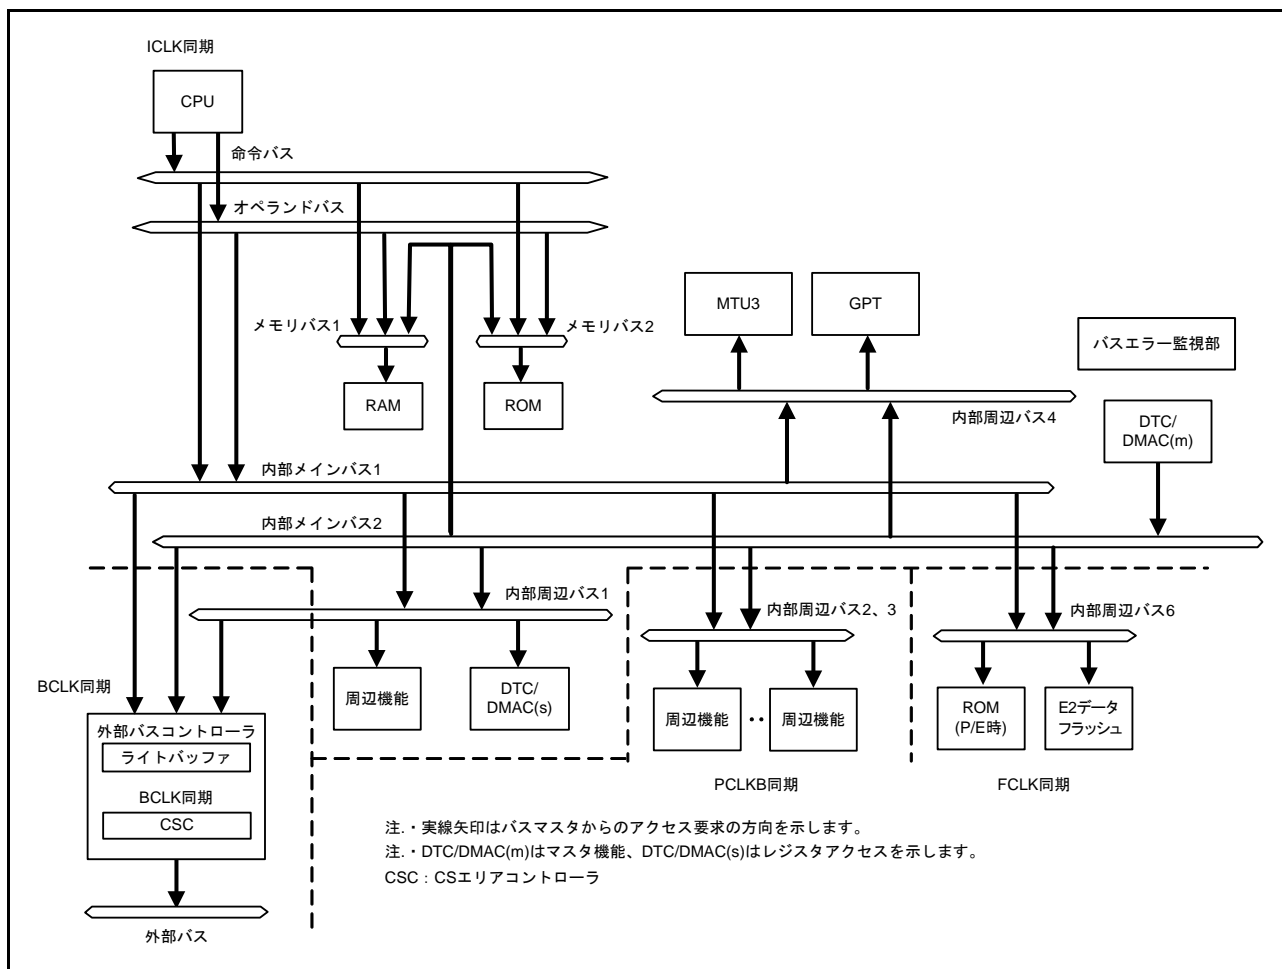 ICLK同期
CPU
命令バス
オペランドバス
メモリバス1
メモリバス2
RAM
ROM
MTU3
GPT
バスエラー監視部
内部周辺バス4
DTC/
DMAC(m)
内部メインバス1
内部メインバス2
内部周辺バス1
内部周辺バス2、3
内部周辺バス6
BCLK同期
外部バスコントローラ
ライトバッファ
BCLK同期
CSC
外部バス
周辺機能
DTC/
DMAC(s)
周辺機能
・・
周辺機能
ROM
(P/E時)
E2データ
フラッシュ
PCLKB同期
FCLK同期
注.・実線矢印はバスマスタからのアクセス要求の方向を示します。
注.・DTC/DMAC(m)はマスタ機能、DTC/DMAC(s)はレジスタアクセスを示します。
CSC：CSエリアコントローラ